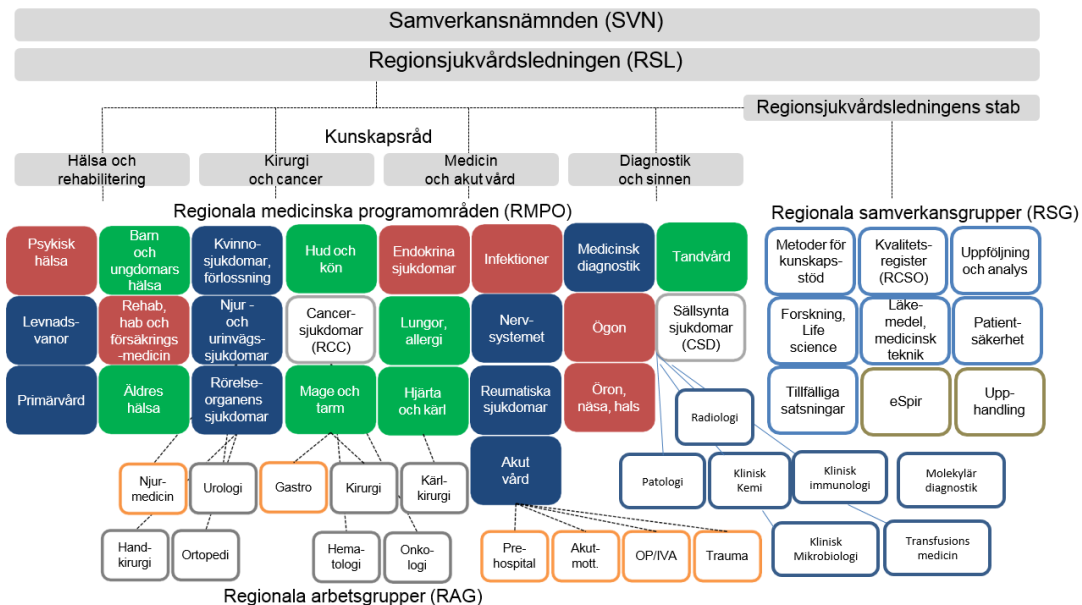 Samverkansnämnden (SVN)
Regionsjukvårdsledningen (RSL)
Regionsjukvårdsledningens stab
Kunskapsråd
Hälsa och
rehabilitering
Kirurgi
och cancer
Medicin
och akut vård
Diagnostik
och sinnen
Regionala medicinska programområden (RMPO)
Regionala samverkansgrupper (RSG)
Psykisk
hälsa
Barn
och
ungdomars
hälsa
Kvinno-
sjukdomar,
förlossning
Hud och
kön
Endokrina
sjukdomar
Infektioner
Medicinsk
diagnostik
Tandvård
Metoder för
kunskaps-
stöd
Kvalitets-
register
(RCSO)
Uppföljning
och analys
Levnads-
vanor
Rehab,
hab och
försäkrings
-medicin
Njur -
och
urinvägs-
sjukdomar
Cancer-
sjukdomar
(RCC)
Lungor,
allergi
Nerv-
systemet
Ögon
Sällsynta
sjukdomar
(CSD)
Forskning,
Life
science
Läke-
medel,
medicinsk
teknik
Patient-
säkerhet
Primärvård
Äldres
hälsa
Rörelse-
organens
sjukdomar
Mage och
tarm
Hjärta
och kärl
Reumatiska
sjukdomar
Öron,
näsa, hals
Tillfälliga
satsningar
eSpir
Upp-
handling
Radiologi
Akut
vård
Njur-
medicin
Urologi
Gastro
Kirurgi
Kärl-
kirurgi
Patologi
Klinisk
Kemi
Klinisk
immunologi
Molekylär
diagnostik
Hand-
kirurgi
Ortopedi
Hema-
tologi
Onko-
logi
Pre-
hospital
Akut-
mott.
OP/IVA
Trauma
Klinisk
Mikrobiologi
Transfusions
medicin
Regionala arbetsgrupper (RAG)